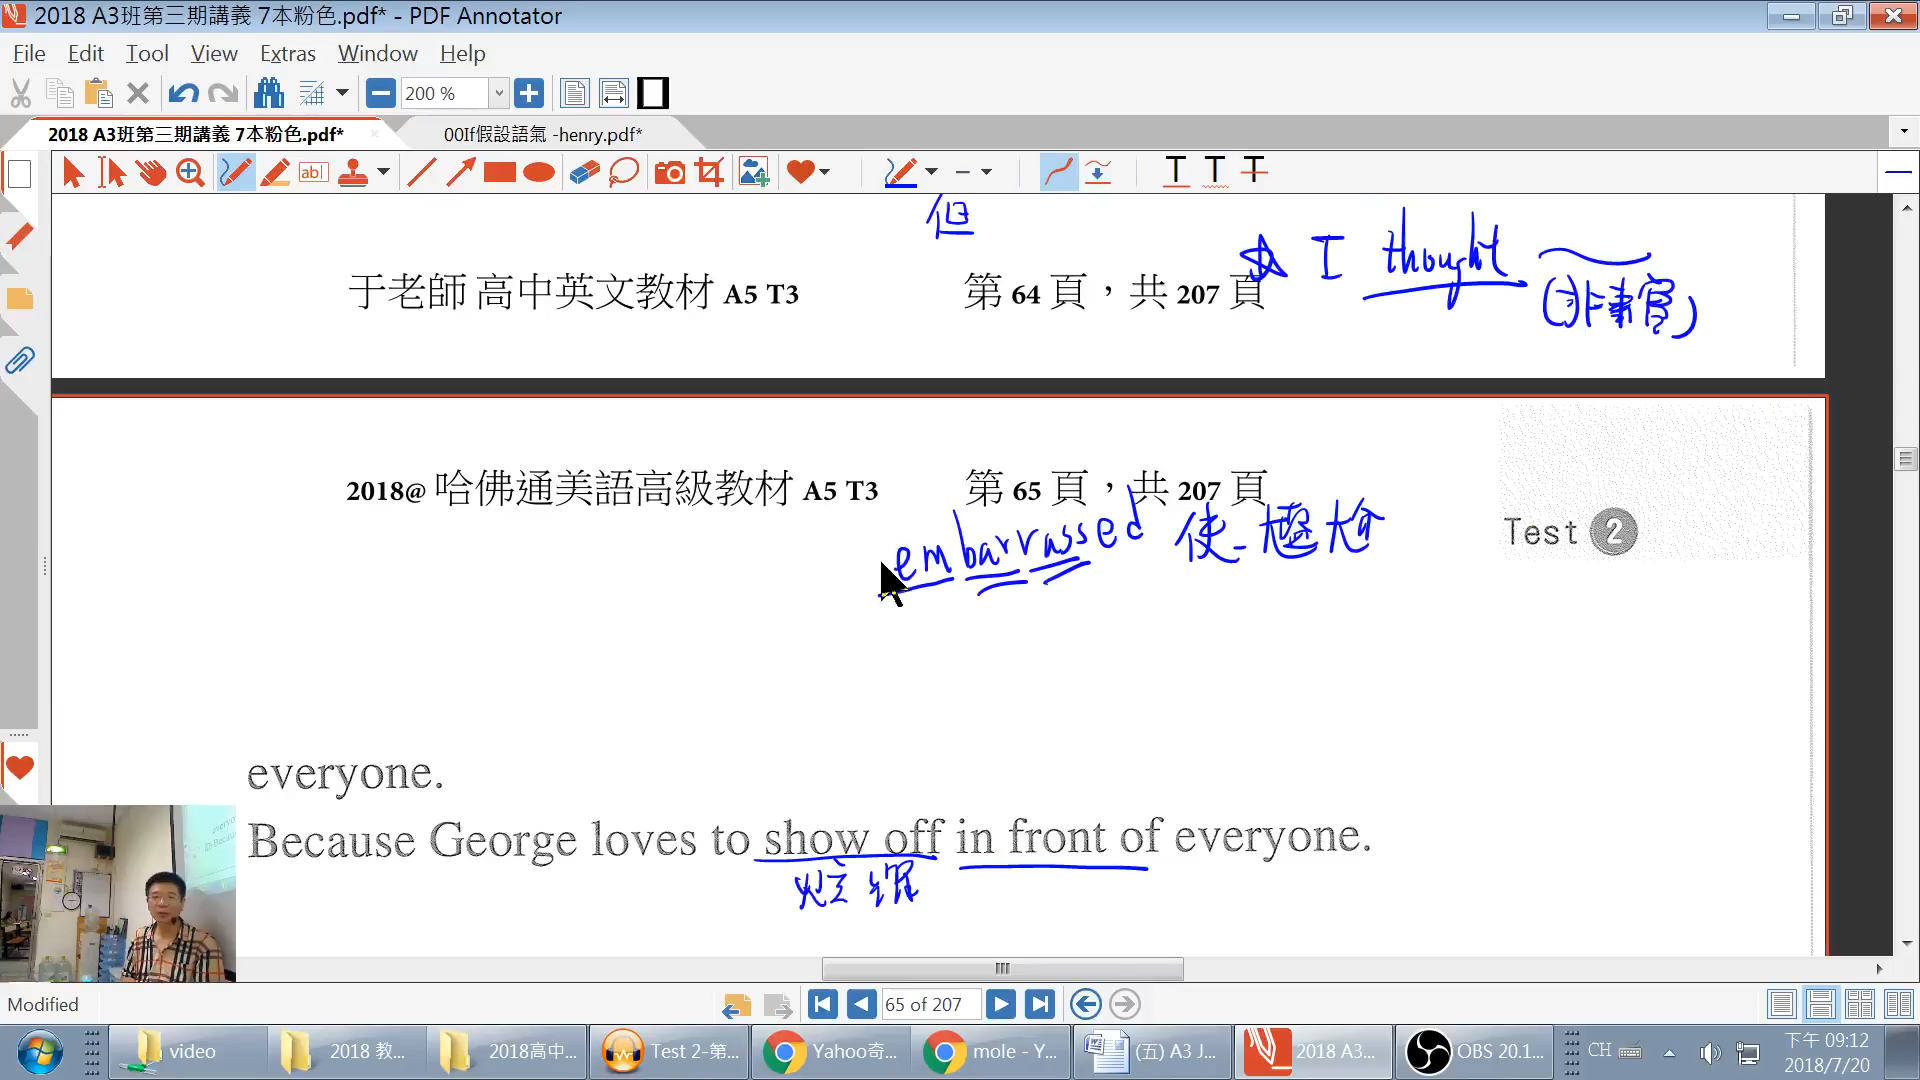 2018 A3班第三期講義 7本粉色.pdf* - PDF Annotator
File Edit Tool View Extras Window Help
200 %
2018 A3班第三期講義 7本粉色.pdf* 00If假設語氣 -henry.pdf*
但
☆ I thought
于老師 高中英文教材 A5 T3 第 64 頁，共 207 頁
(非事實)
2018@ 哈佛通美語高級教材 A5 T3 第 65 頁，共 207 頁
embarrassed 使_尷尬
Test 2
everyone.
Because George loves to show off in front of everyone.
炫耀
Modified 65 of 207
video 2018 教... 2018高中... Test 2-第... Yahoo奇... mole - Y... (五) A3 J... 2018 A3... OBS 20.1... CH 下午 09:12
2018/7/20